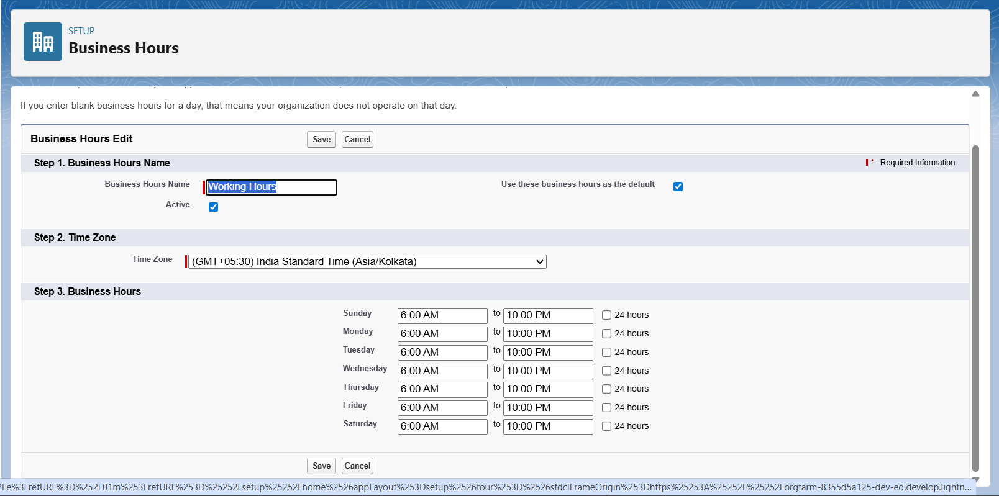 SETUP
Business Hours
If you enter blank business hours for a day, that means your organization does not operate on that day.
Business Hours Edit
Save
Cancel
Step 1. Business Hours Name
*= Required Information
Business Hours Name
Working Hours
Use these business hours as the default
Active
Step 2. Time Zone
Time Zone
(GMT+05:30) India Standard Time (Asia/Kolkata)
Step 3. Business Hours
Sunday 6:00 AM to 10:00 PM 24 hours
Monday 6:00 AM to 10:00 PM 24 hours
Tuesday 6:00 AM to 10:00 PM 24 hours
Wednesday 6:00 AM to 10:00 PM 24 hours
Thursday 6:00 AM to 10:00 PM 24 hours
Friday 6:00 AM to 10:00 PM 24 hours
Saturday 6:00 AM to 10:00 PM 24 hours
Save
Cancel
2Fe%3FretURL%3D%252F01m%253FretURL%253D%25252Fsetup%25252Fhome%2526appLayout%253Dsetup%2526tour%253D%2526sfdcIFrameOrigin%253Dhttps%25253A%25252F%25252Forgfarm-8355d5a125-dev-ed.develop.lightn...